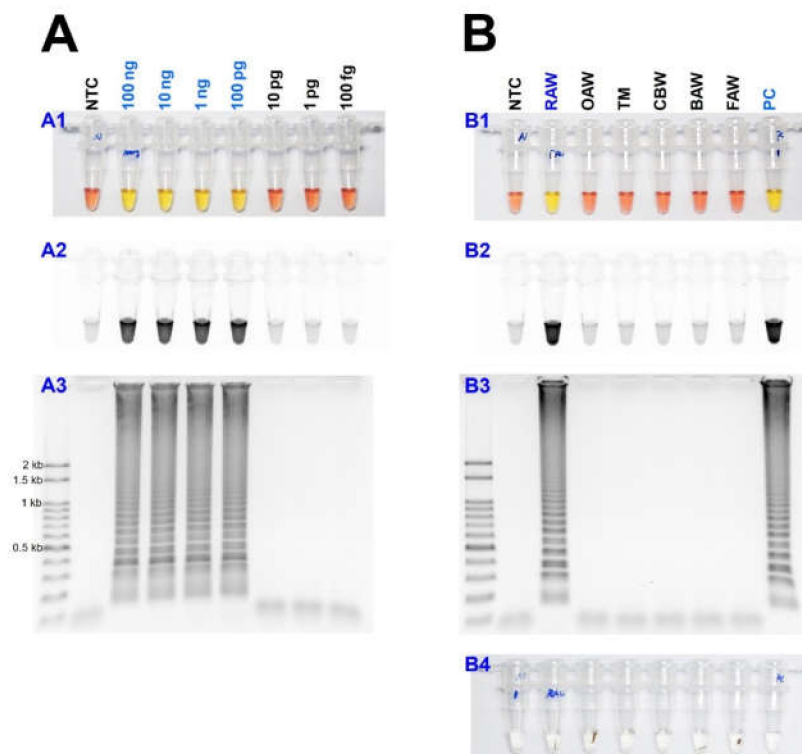 A
B
NTC
100 ng
10 ng
1 ng
100 pg
10 pg
1 pg
100 fg
NTC
RAW
OAW
TM
CBW
BAW
FAW
PC
A1
B1
A2
B2
A3
B3
2 kb
1.5 kb
1 kb
0.5 kb
B4